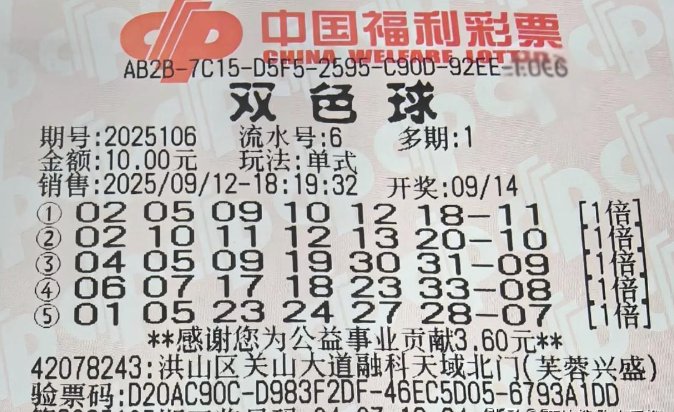 中国福利彩票
CHINA WELFARE LOTTERY
AB2B-7C15-D5F5-2595-C90D-92EE-
双色球
期号:2025106 流水号:6 多期:1
金额:10.00元 玩法:单式
销售:2025/09/12-18:19:32 开奖:09/14
① 02 05 09 10 12 18-11 [1倍]
② 02 10 11 12 13 20-10 [1倍]
③ 04 05 09 19 30 31-09 [1倍]
④ 06 07 17 18 23 33-08 [1倍]
⑤ 01 05 23 24 27 28-07 [1倍]
**感谢您为公益事业贡献3.60元**
42078243:洪山区关山大道融科天域北门(芙蓉兴盛)
验票码:D20AC90C-D983F2DF-46EC5D05-6793A1DD